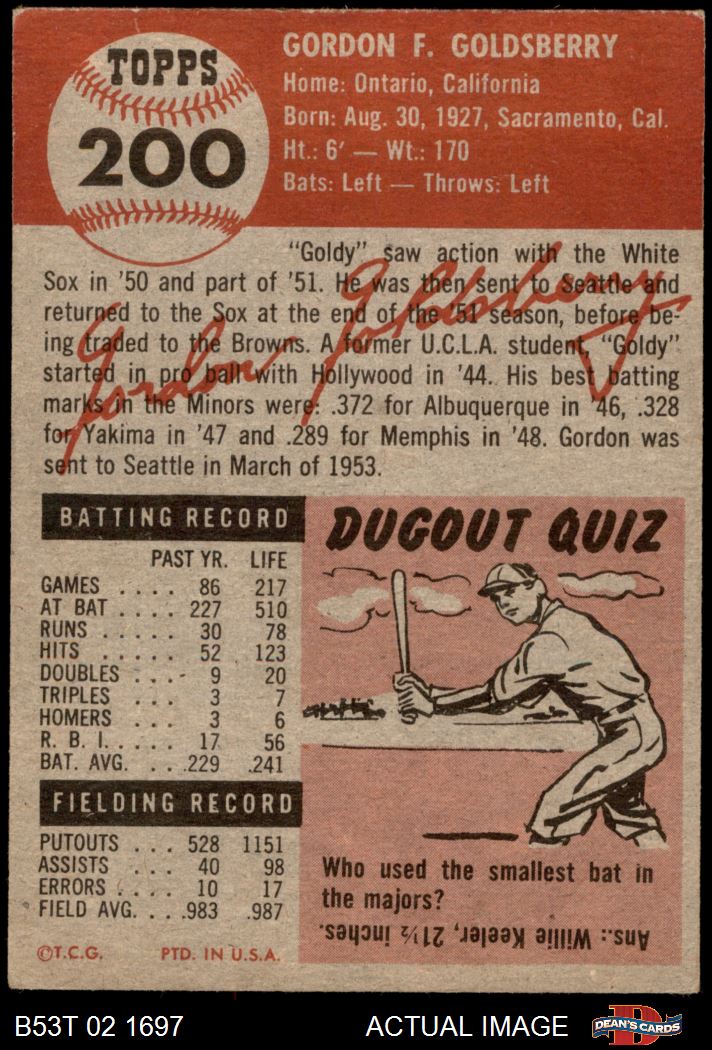 TOPPS
200
GORDON F. GOLDSBERRY
Home: Ontario, California
Born: Aug. 30, 1927, Sacramento, Cal.
Ht.: 6′ — Wt.: 170
Bats: Left — Throws: Left
"Goldy" saw action with the White
Sox in '50 and part of '51. He was then sent to Seattle and
returned to the Sox at the end of the '51 season, before be-
ing traded to the Browns. A former U.C.L.A. student, "Goldy"
started in pro ball with Hollywood in '44. His best batting
marks in the Minors were: .372 for Albuquerque in '46, .328
for Yakima in '47 and .289 for Memphis in '48. Gordon was
sent to Seattle in March of 1953.
Gordon Goldsberry
BATTING RECORD
PAST YR. LIFE
GAMES .... 86 217
AT BAT .... 227 510
RUNS ..... 30 78
HITS ..... 52 123
DOUBLES ... 9 20
TRIPLES ... 3 7
HOMERS ... 3 6
R. B. I. .... 17 56
BAT. AVG. .. .229 .241
FIELDING RECORD
PUTOUTS ... 528 1151
ASSISTS ... 40 98
ERRORS .... 10 17
FIELD AVG. ... .983 .987
©T.C.G. PTD. IN U.S.A.
DUGOUT QUIZ
Who used the smallest bat in
the majors?
Ans.: Willie Keeler, 21½ inches.
B53T 02 1697 ACTUAL IMAGE
D
DEAN'S CARDS